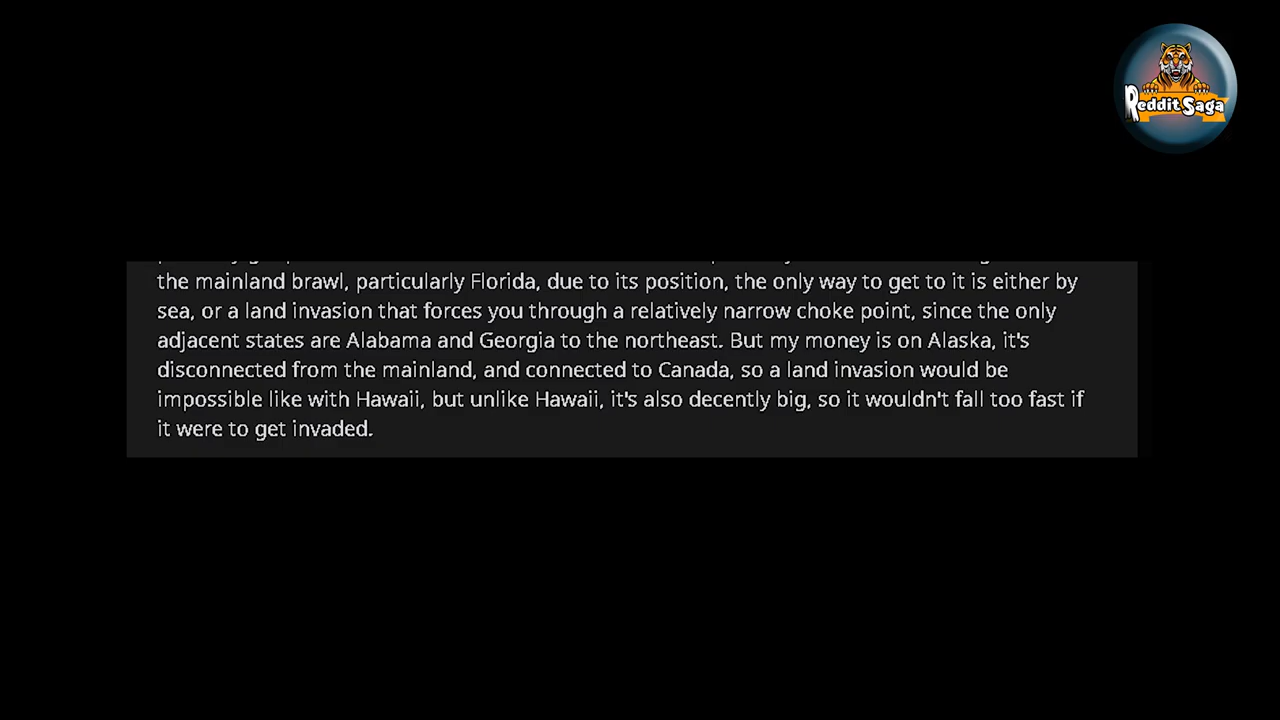 Reddit Saga
the mainland brawl, particularly Florida, due to its position, the only way to get to it is either by
sea, or a land invasion that forces you through a relatively narrow choke point, since the only
adjacent states are Alabama and Georgia to the northeast. But my money is on Alaska, it's
disconnected from the mainland, and connected to Canada, so a land invasion would be
impossible like with Hawaii, but unlike Hawaii, it's also decently big, so it wouldn't fall too fast if
it were to get invaded.